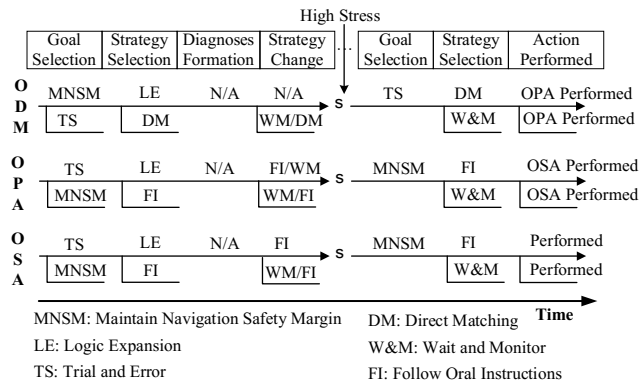 High Stress
Goal Selection Strategy Selection Diagnoses Formation Strategy Change ... Goal Selection Strategy Selection Action Performed
ODM MNSM LE N/A N/A s TS DM OPA Performed
TS DM WM/DM W&M OPA Performed
OPA TS LE N/A FI/WM s MNSM FI OSA Performed
MNSM FI WM/FI W&M OSA Performed
OSA TS LE N/A FI s MNSM FI Performed
MNSM FI WM/FI W&M Performed
Time
MNSM: Maintain Navigation Safety Margin
LE: Logic Expansion
TS: Trial and Error
DM: Direct Matching
W&M: Wait and Monitor
FI: Follow Oral Instructions